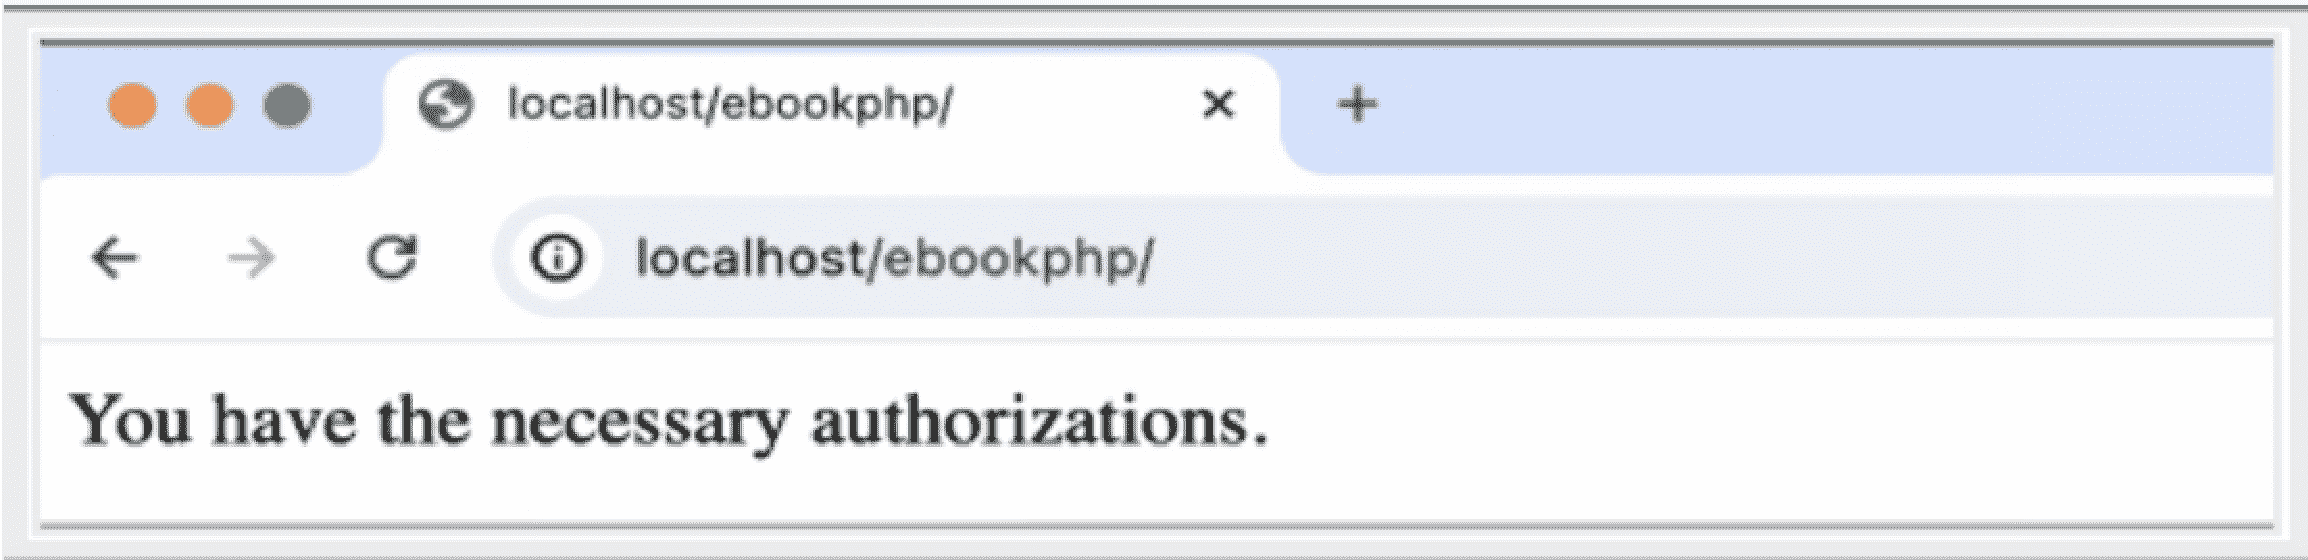 localhost/ebookphp/
localhost/ebookphp/
You have the necessary authorizations.